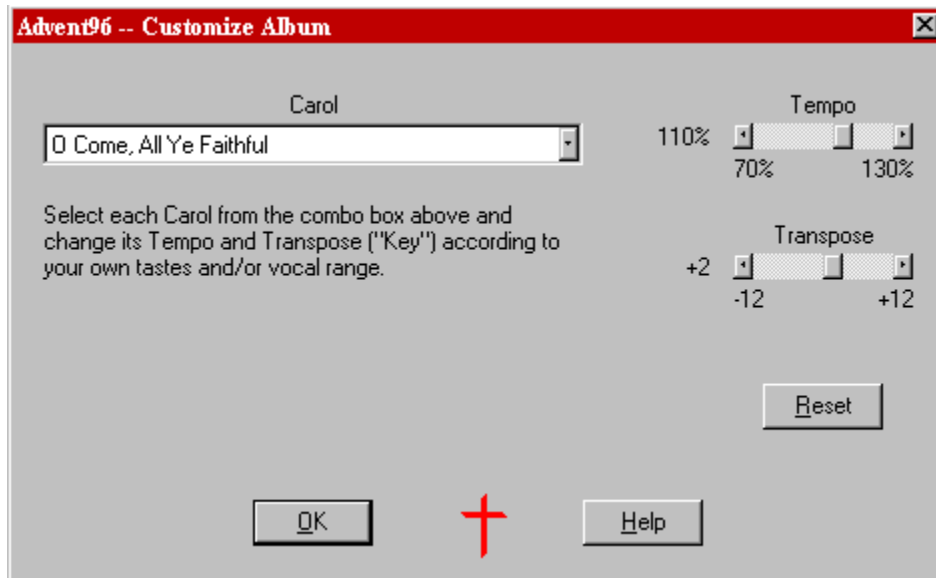 Advent96 -- Customize Album
Carol
O Come, All Ye Faithful
Select each Carol from the combo box above and
change its Tempo and Transpose ("Key") according to
your own tastes and/or vocal range.
Tempo
110%
70% 130%
Transpose
+2
-12 +12
Reset
OK
Help